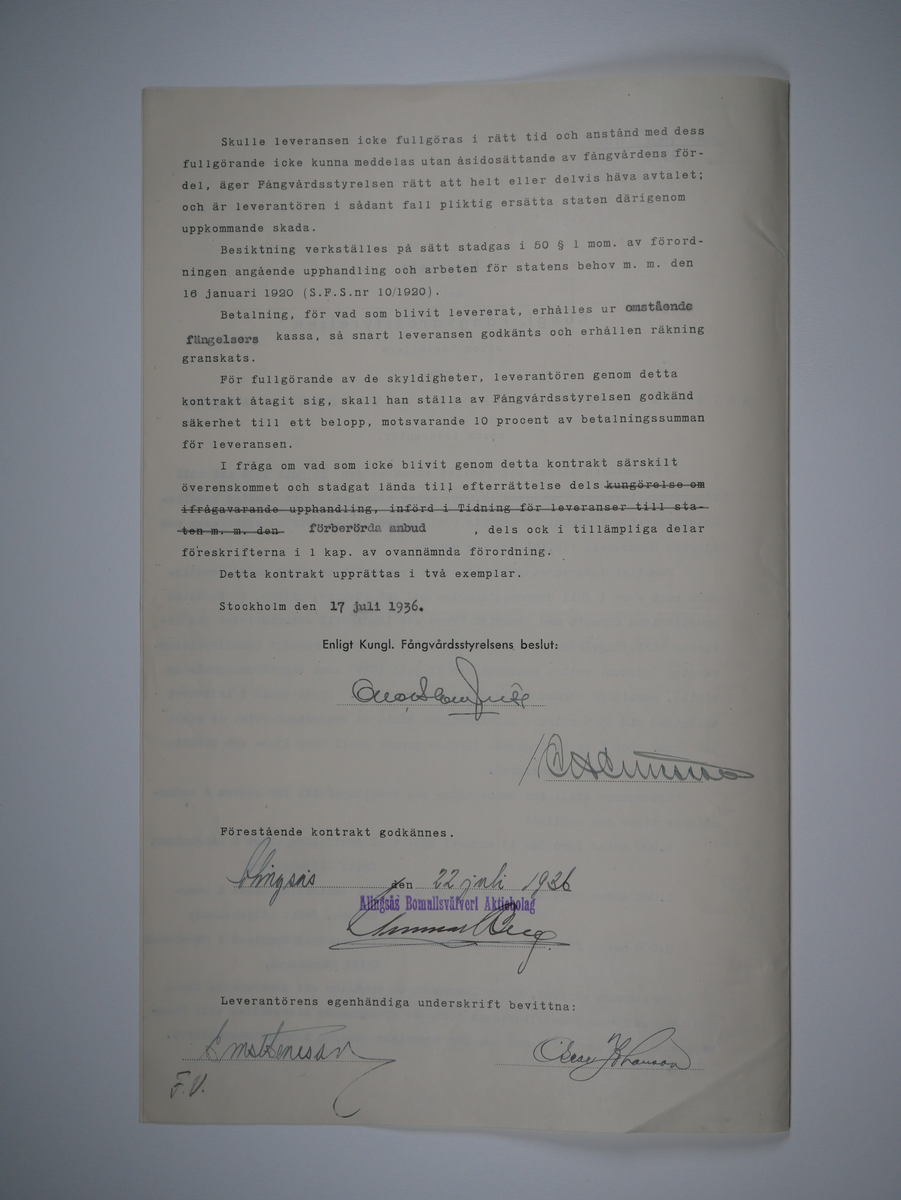 Skulle leveransen icke fullgöras i rätt tid och anstånd med dess
fullgörande icke kunna meddelas utan åsidosättande av fångvårdens för-
del, äger Fångvårdsstyrelsen rätt att helt eller delvis häva avtalet;
och är leverantören i sådant fall pliktig ersätta staten därigenom
uppkommande skada.
Besiktning verkställes på sätt stadgas i 50 § 1 mom. av förord-
ningen angående upphandling och arbeten för statens behov m. m. den
16 januari 1920 (S.F.S.nr 10/1920).
Betalning, för vad som blivit levererat, erhålles ur omstående
fängelsers kassa, så snart leveransen godkänts och erhållen räkning
granskats.
För fullgörande av de skyldigheter, leverantören genom detta
kontrakt åtagit sig, skall han ställa av Fångvårdsstyrelsen godkänd
säkerhet till ett belopp, motsvarande 10 procent av betalningssumman
för leveransen.
I fråga om vad som icke blivit genom detta kontrakt särskilt
överenskommet och stadgat lända till efterrättelse dels kungörelse om
ifrågavarande upphandling, införd i Tidning för leveranser till sta-
ten m. m. den förberörda anbud , dels ock i tillämpliga delar
föreskrifterna i 1 kap. av ovannämnda förordning.
Detta kontrakt upprättas i två exemplar.
Stockholm den 17 juli 1936.
Enligt Kungl. Fångvårdsstyrelsens beslut:
Förestående kontrakt godkännes.
Alingsås den 22 juli 1936
Alingsås Bomullsväfveri Aktiebolag
Gunnar Berg
Leverantörens egenhändiga underskrift bevittna:
Oscar Johansson
F.V.